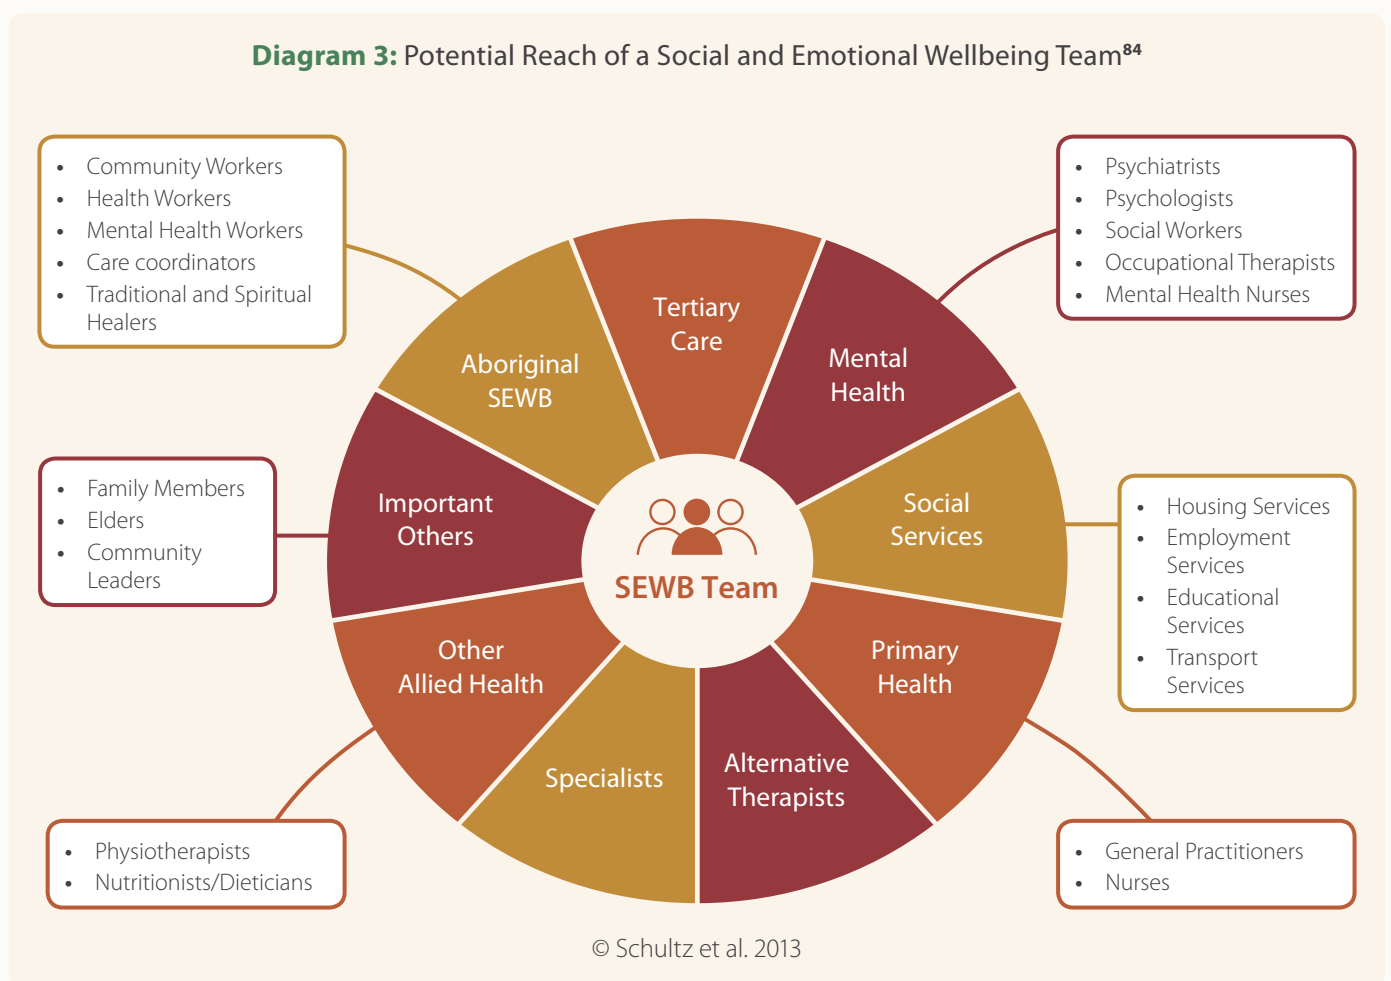 Diagram 3: Potential Reach of a Social and Emotional Wellbeing Team⁸⁴
• Community Workers
• Health Workers
• Mental Health Workers
• Care coordinators
• Traditional and Spiritual
Healers
• Psychiatrists
• Psychologists
• Social Workers
• Occupational Therapists
• Mental Health Nurses
Tertiary
Care
Aboriginal
SEWB
Mental
Health
• Family Members
• Elders
• Community
Leaders
Important
Others
Social
Services
• Housing Services
• Employment
Services
• Educational
Services
• Transport
Services
SEWB Team
Other
Allied Health
Primary
Health
Specialists
Alternative
Therapists
• Physiotherapists
• Nutritionists/Dieticians
• General Practitioners
• Nurses
© Schultz et al. 2013